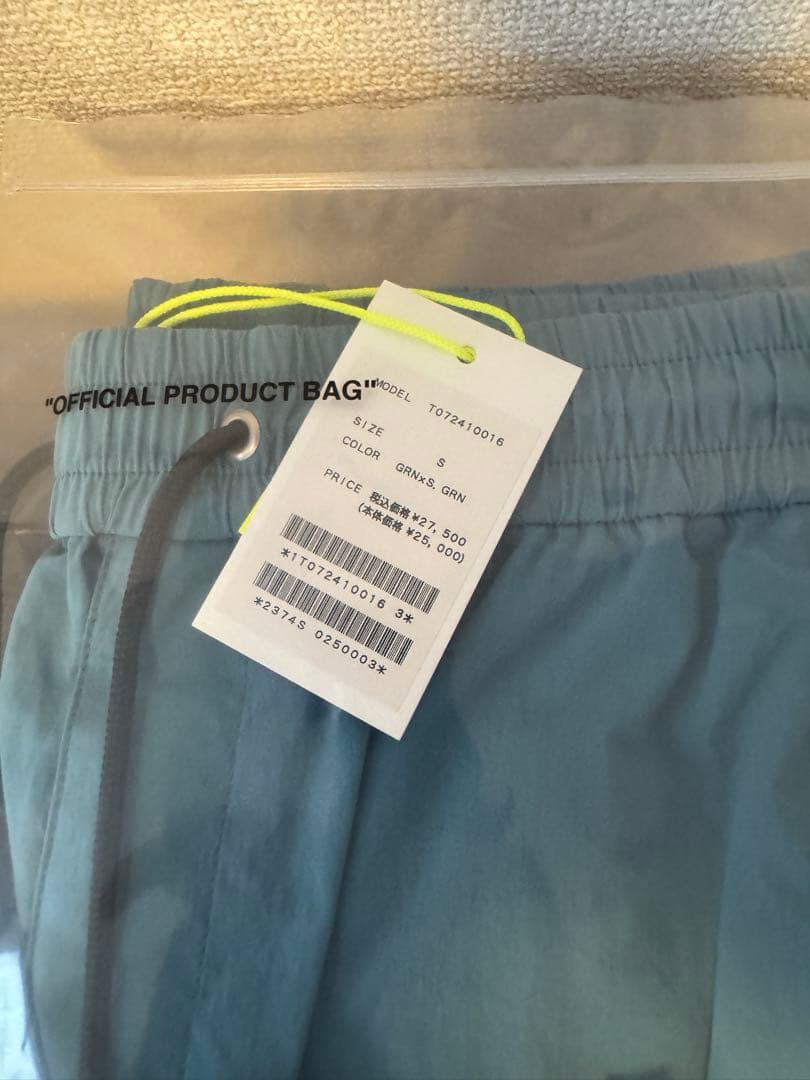 "OFFICIAL PRODUCT BAG"
MODEL T072410016
SIZE S
COLOR GRNxS.GRN
PRICE 税込価格¥27,500
(本体価格¥25,000)
*1T072410016 3*
*2374S 0250003*